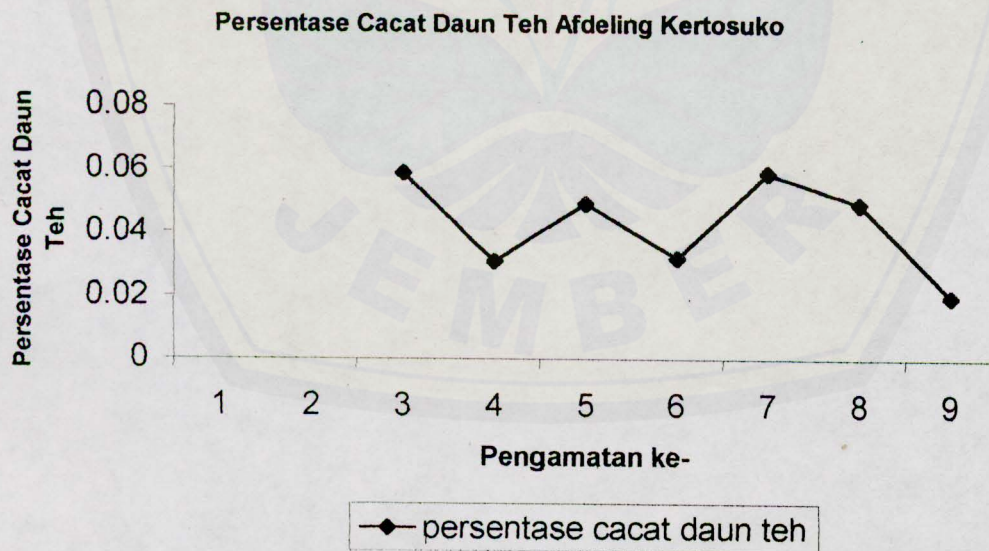 Persentase Cacat Daun Teh Afdeling Kertosuko
Persentase Cacat Daun
Teh
0.08
0.06
0.04
0.02
0
1 2 3 4 5 6 7 8 9
Pengamatan ke-
persentase cacat daun teh
JEMBER